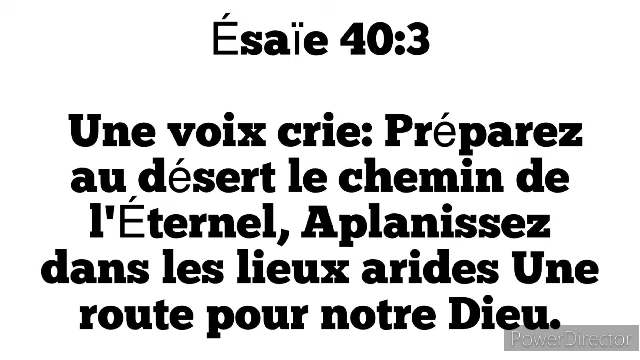 Ésaïe 40:3
Une voix crie: Préparez
au désert le chemin de
l'Éternel, Aplanissez
dans les lieux arides Une
route pour notre Dieu.
PowerDirector